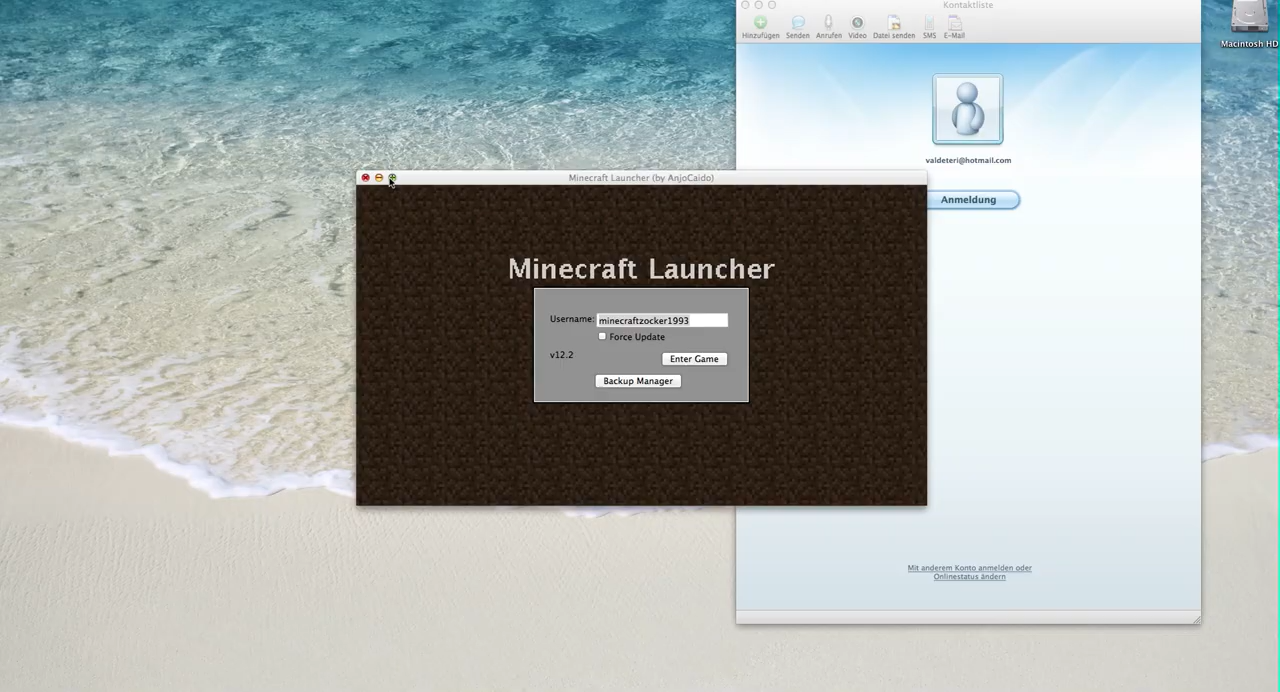 Kontaktliste
Hinzufügen Senden Anrufen Video Datei senden SMS E-Mail
Macintosh HD
valdeteri@hotmail.com
Anmeldung
Minecraft Launcher (by AnjoCaido)
Minecraft Launcher
Username: minecraftzocker1993
Force Update
v12.2
Enter Game
Backup Manager
Mit anderem Konto anmelden oder
Onlinestatus ändern